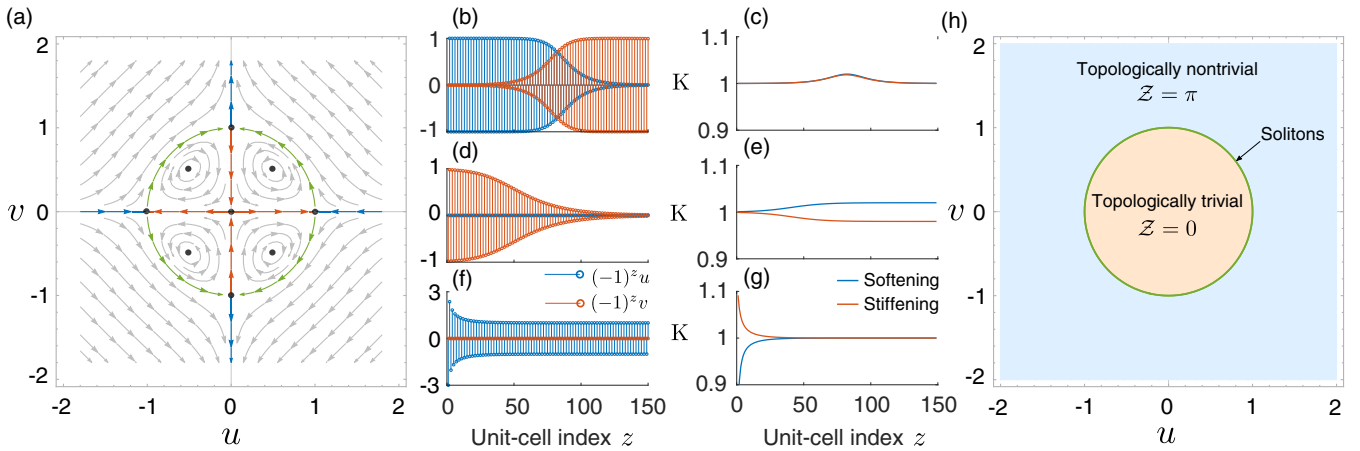 (a)
2
1
v
0
-1
-2
-2
-1
0
1
2
u
(b)
1
0
-1
(c)
1.1
K
1
0.9
(d)
1
0
-1
(e)
1.1
K
1
0.9
(f)
3
0
-3
(−1)^z u
(−1)^z v
0
50
100
150
Unit-cell index z
(g)
1.1
K
1
0.9
Softening
Stiffening
0
50
100
150
Unit-cell index z
(h)
2
1
v
0
-1
-2
-2
-1
0
1
2
u
Topologically nontrivial
𝒵 = π
Solitons
Topologically trivial
𝒵 = 0